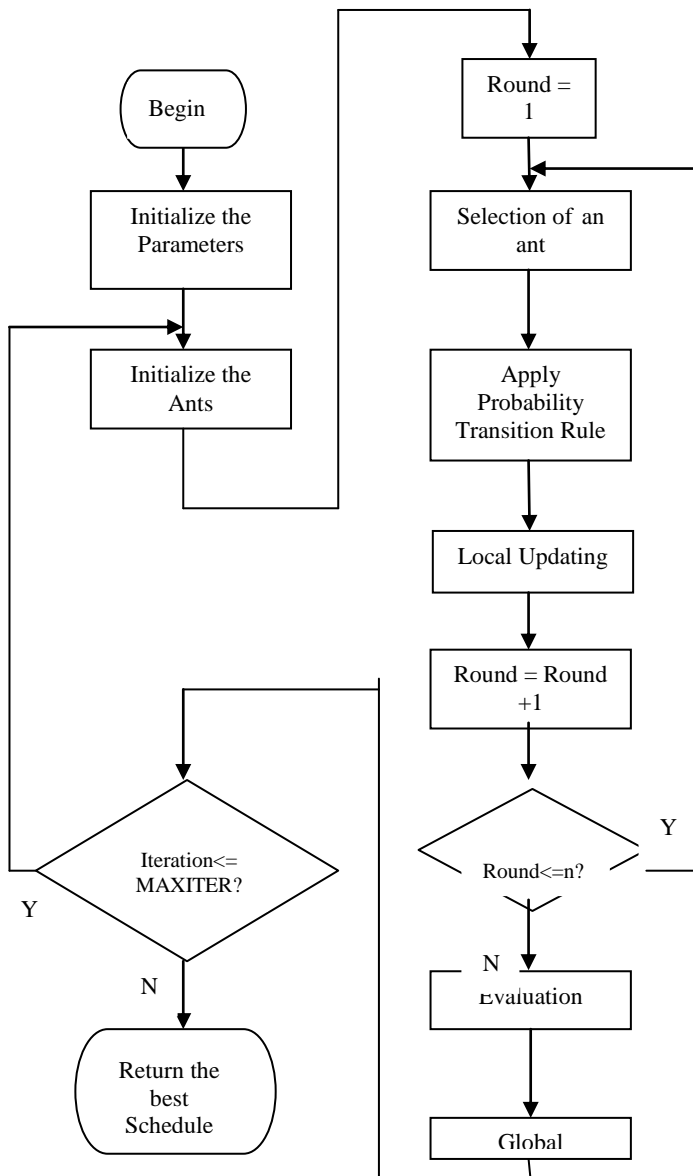 Begin
Initialize the
Parameters
Initialize the
Ants
Round =
1
Selection of an
ant
Apply
Probability
Transition Rule
Local Updating
Round = Round
+1
Round<=n?
Y
N
Evaluation
Global
Iteration<=
MAXITER?
Y
N
Return the
best
Schedule